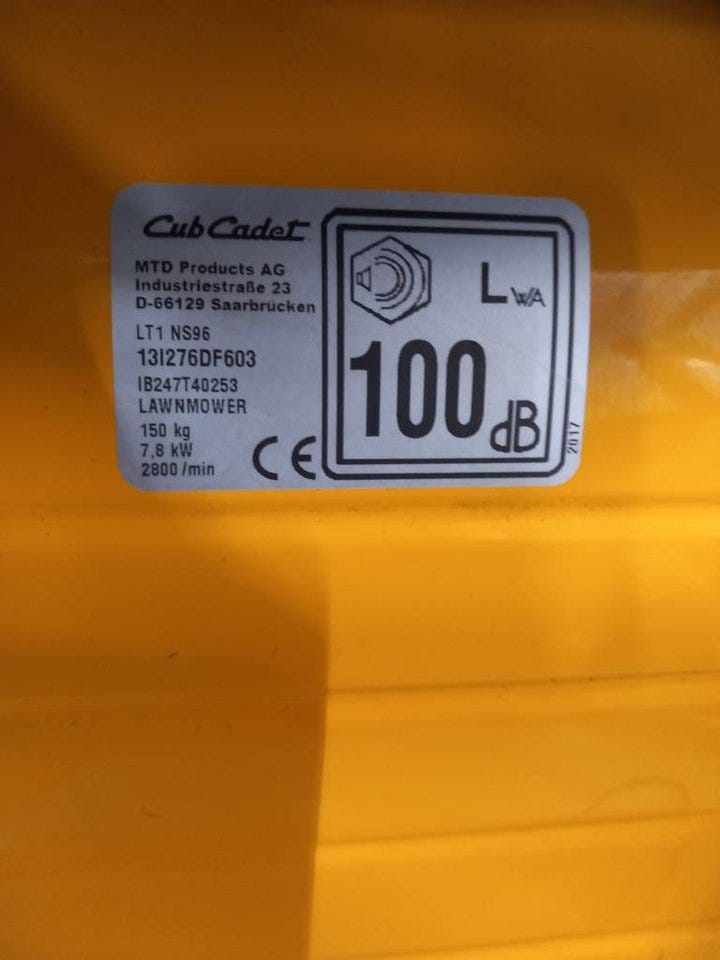 Cub Cadet
MTD Products AG
Industriestraße 23
D-66129 Saarbrücken
LT1 NS96
13I276DF603
IB247T40253
LAWNMOWER
150 kg
7,8 kW
2800 /min
CE
LWA
100 dB
2017